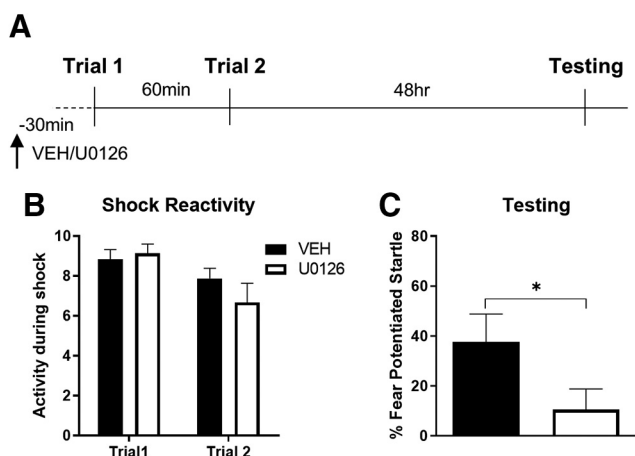 A
Trial 1 Trial 2 Testing
60min 48hr
-30min
VEH/U0126
B Shock Reactivity
Activity during shock
10
8
6
4
2
0
Trial1 Trial 2
VEH
U0126
C Testing
% Fear Potentiated Startle
80
60
40
20
0
*